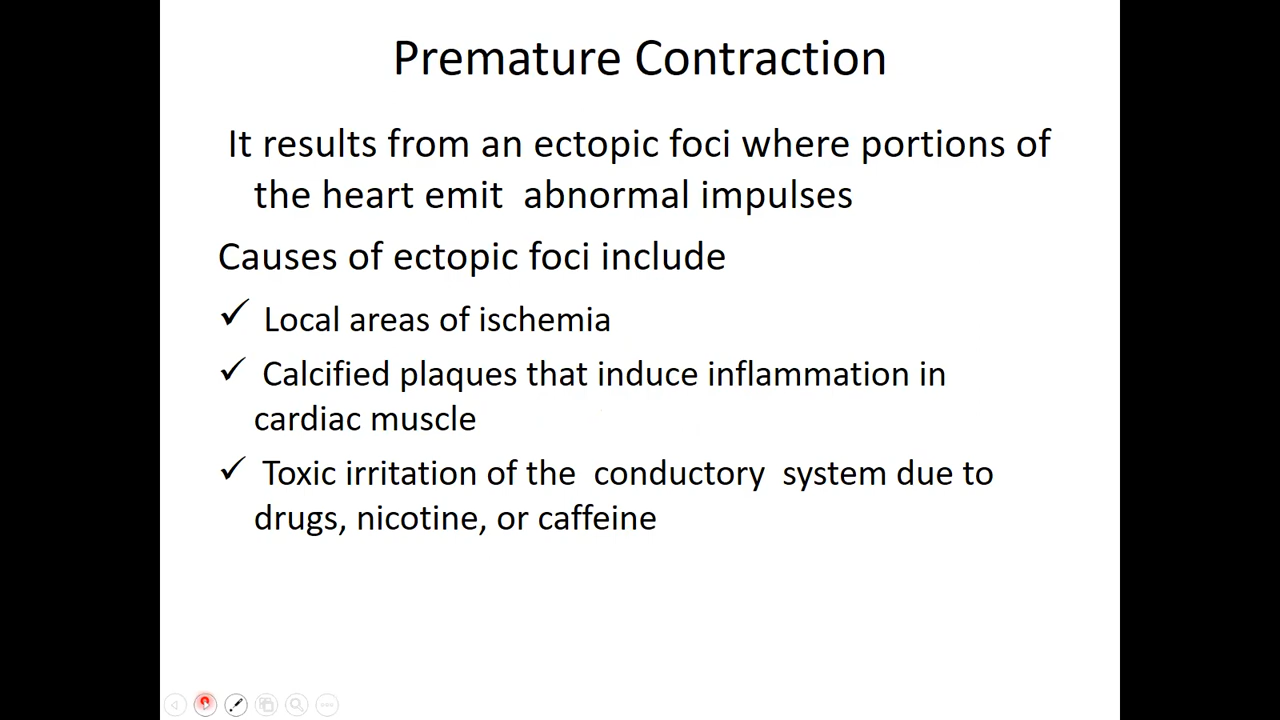 Premature Contraction
It results from an ectopic foci where portions of
the heart emit  abnormal impulses
Causes of ectopic foci include
✓ Local areas of ischemia
✓ Calcified plaques that induce inflammation in
cardiac muscle
✓ Toxic irritation of the  conductory  system due to
drugs, nicotine, or caffeine